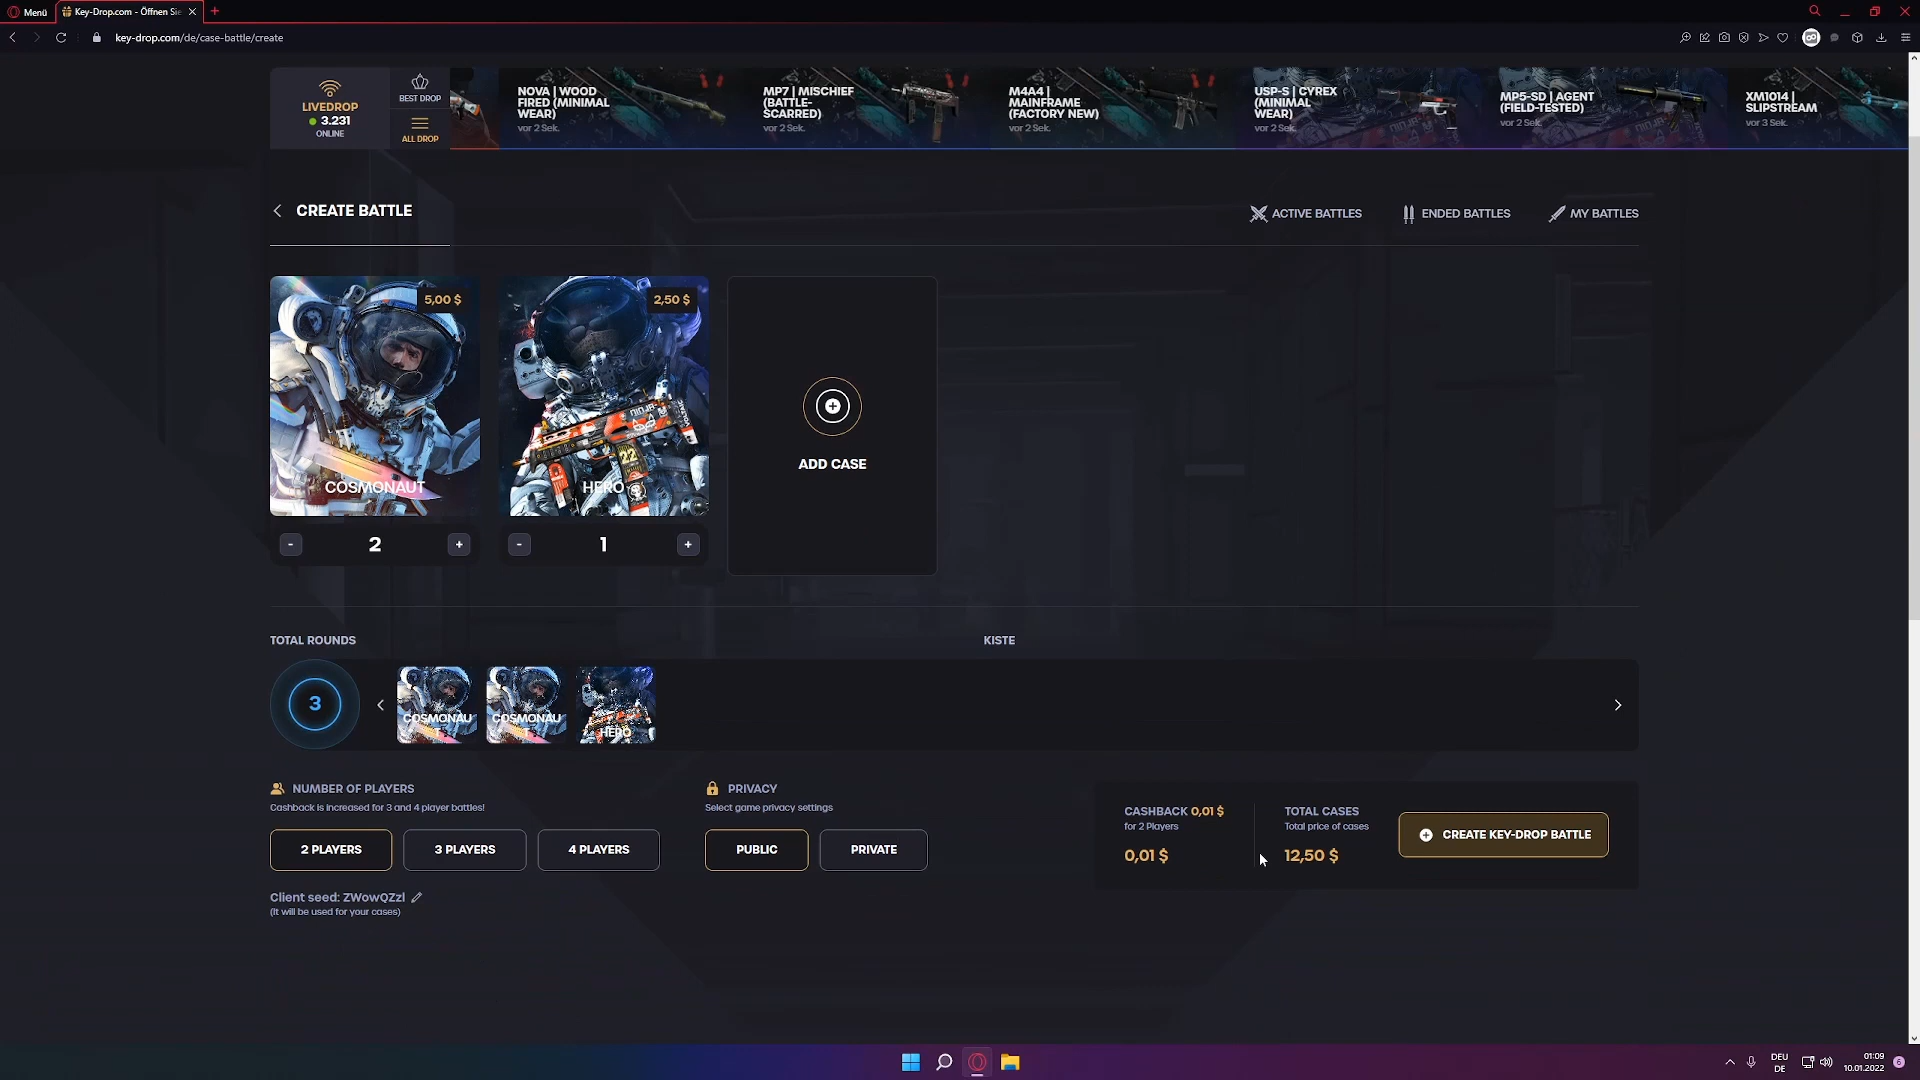 Menü
Key-Drop.com - Öffnen Sie
key-drop.com/de/case-battle/create
LIVEDROP
3.231
ONLINE
BEST DROP
ALL DROP
NOVA | WOOD
FIRED (MINIMAL
WEAR)
vor 2 Sek.
MP7 | MISCHIEF
(BATTLE-
SCARRED)
vor 2 Sek.
M4A4 |
MAINFRAME
(FACTORY NEW)
vor 2 Sek.
USP-S | CYREX
(MINIMAL
WEAR)
vor 2 Sek.
MP5-SD | AGENT
(FIELD-TESTED)
vor 2 Sek.
XM1014 |
SLIPSTREAM
vor 3 Sek.
CREATE BATTLE
ACTIVE BATTLES
ENDED BATTLES
MY BATTLES
5,00 $
COSMONAUT
- 2 +
2,50 $
22
HERO
- 1 +
ADD CASE
TOTAL ROUNDS
KISTE
3
COSMONAU
T
COSMONAU
T
HERO
NUMBER OF PLAYERS
Cashback is increased for 3 and 4 player battles!
2 PLAYERS
3 PLAYERS
4 PLAYERS
PRIVACY
Select game privacy settings
PUBLIC
PRIVATE
CASHBACK 0,01 $
for 2 Players
0,01 $
TOTAL CASES
Total price of cases
12,50 $
CREATE KEY-DROP BATTLE
Client seed: ZWowQZzl
(It will be used for your cases)
DEU
DE
01:09
10.01.2022
6